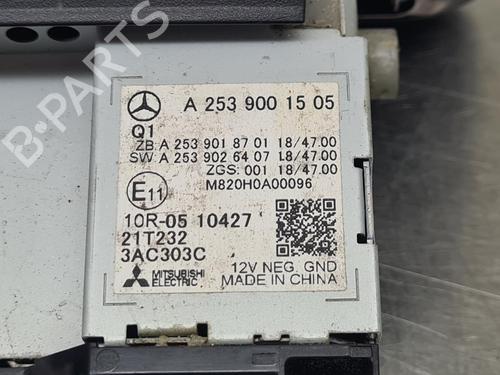 A 253 900 15 05
Q1
ZB: A 253 901 87 01 18/47.00
SW: A 253 902 64 07 18/47.00
ZGS: 001 18/47.00
M820H0A00096
E11
10R-05 10427
21T232
3AC303C
MITSUBISHI
ELECTRIC
12V NEG. GND
MADE IN CHINA
B-PARTS